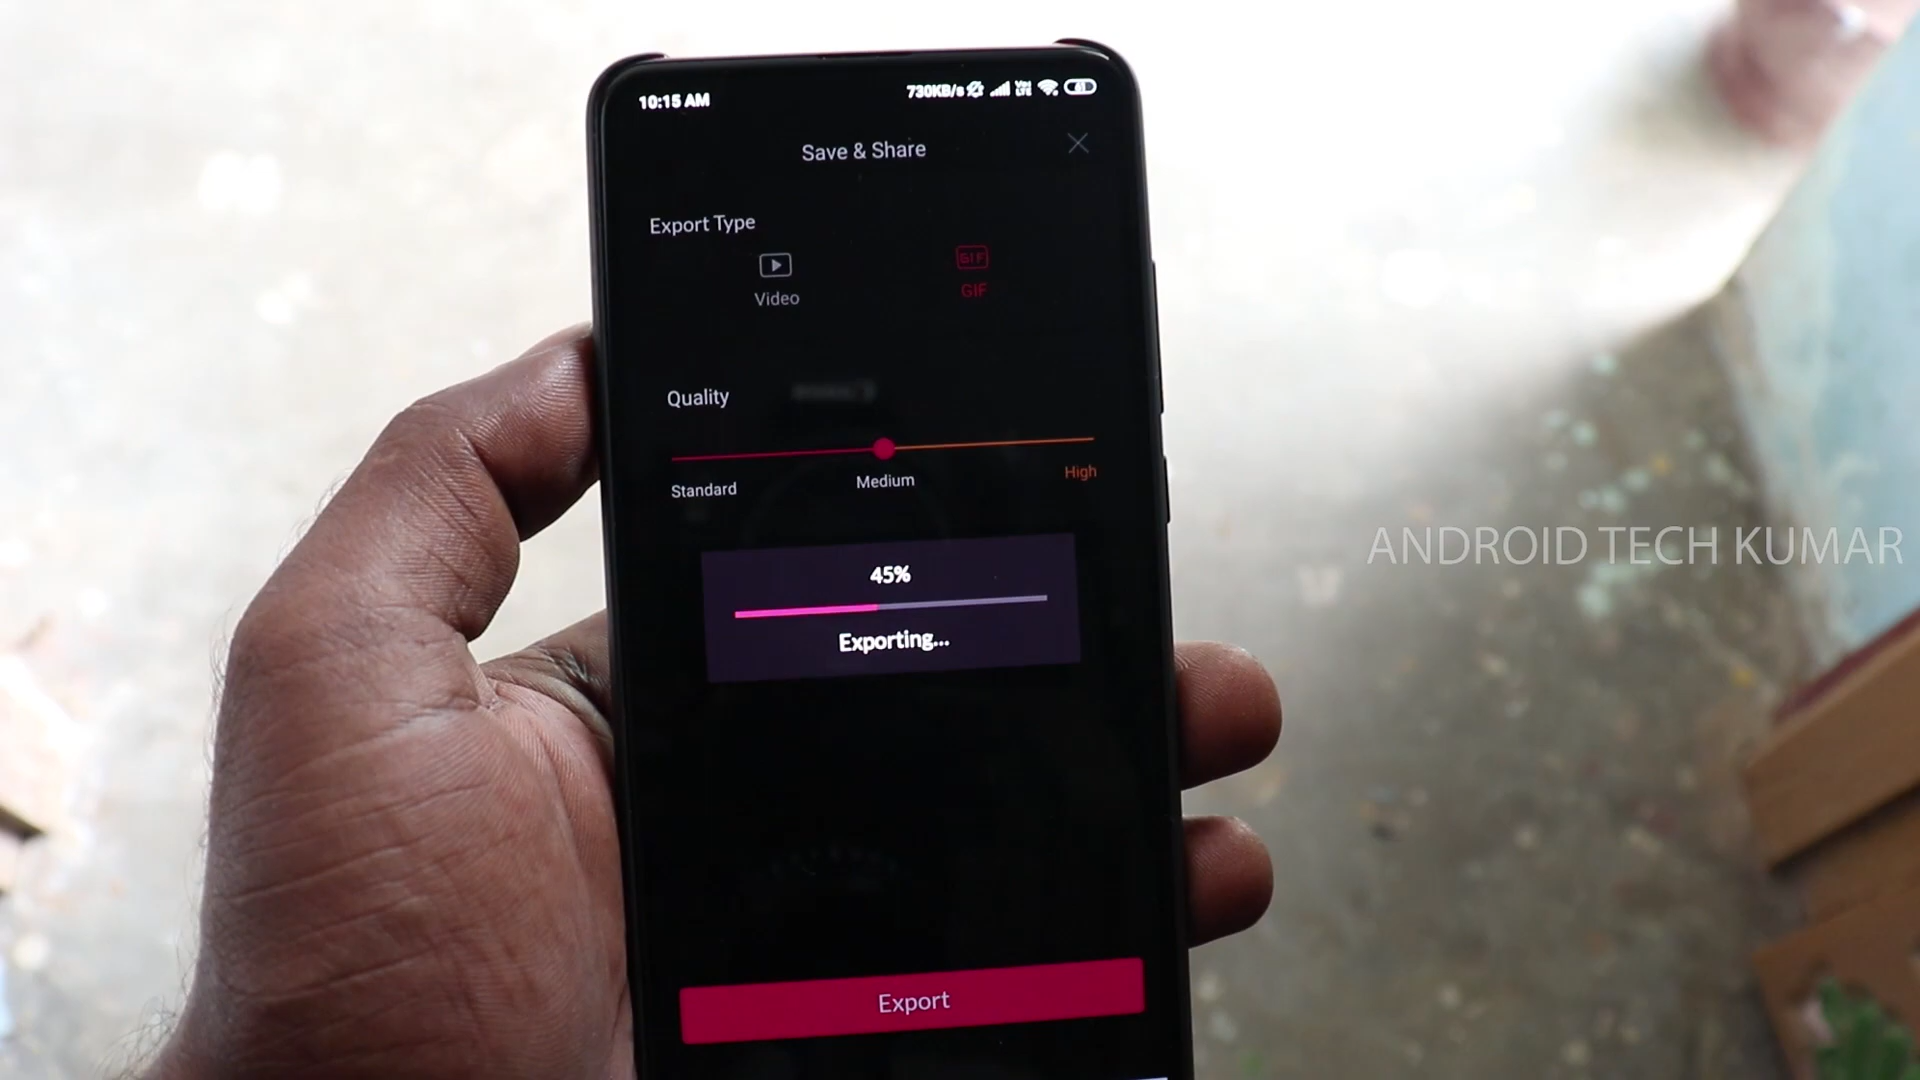 10:15 AM
730KB/s
Save & Share
Export Type
GIF
Video
GIF
Quality
Standard
Medium
High
45%
Exporting...
ANDROID TECH KUMAR
Export